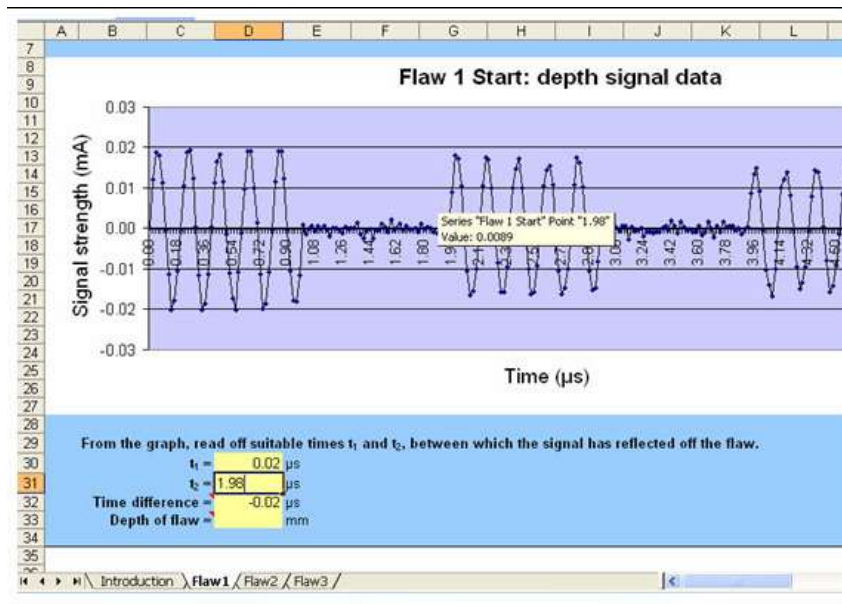 A B C D E F G H I J K L
7
8
9
10
11
12
13
14
15
16
17
18
19
20
21
22
23
24
25
26
27
28
29
30
31
32
33
34
35
Flaw 1 Start: depth signal data
Signal strength (mA)
0.03
0.02
0.01
0.00
-0.01
-0.02
-0.03
0.00 0.18 0.36 0.54 0.72 0.90 1.08 1.26 1.44 1.62 1.80 3.24 3.42 3.60 3.78 3.96 4.14
Series "Flaw 1 Start" Point "1.98"
Value: 0.0089
Time (µs)
From the graph, read off suitable times t₁ and t₂, between which the signal has reflected off the flaw.
t₁ = 0.02 µs
t₂ = 1.98 µs
Time difference = -0.02 µs
Depth of flaw = mm
Introduction Flaw1 Flaw2 Flaw3